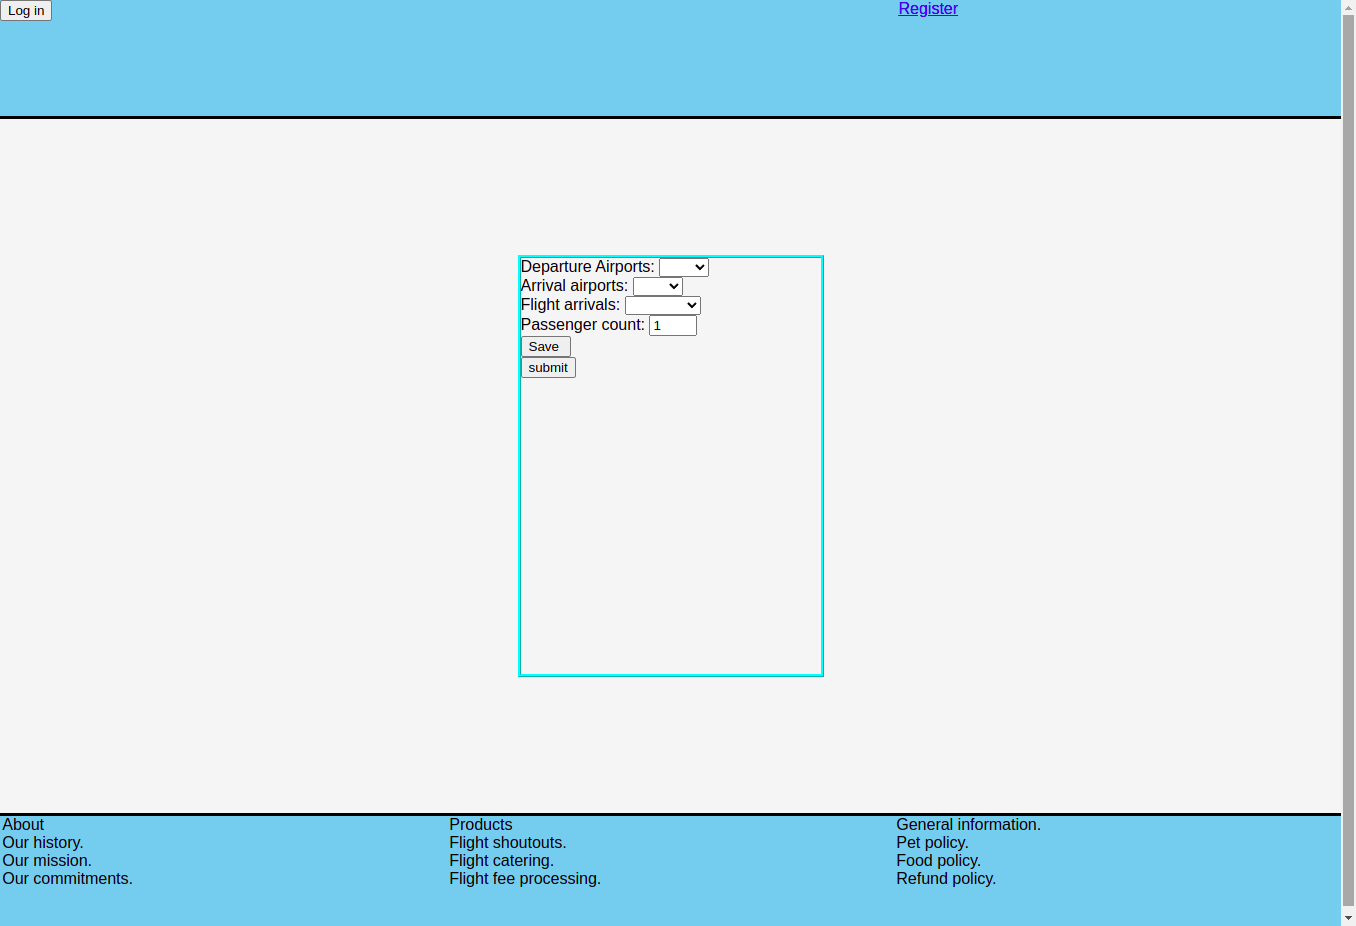 Log in
Register
Departure Airports:
Arrival airports:
Flight arrivals:
Passenger count: 1
Save
submit
About
Our history.
Our mission.
Our commitments.
Products
Flight shoutouts.
Flight catering.
Flight fee processing.
General information.
Pet policy.
Food policy.
Refund policy.